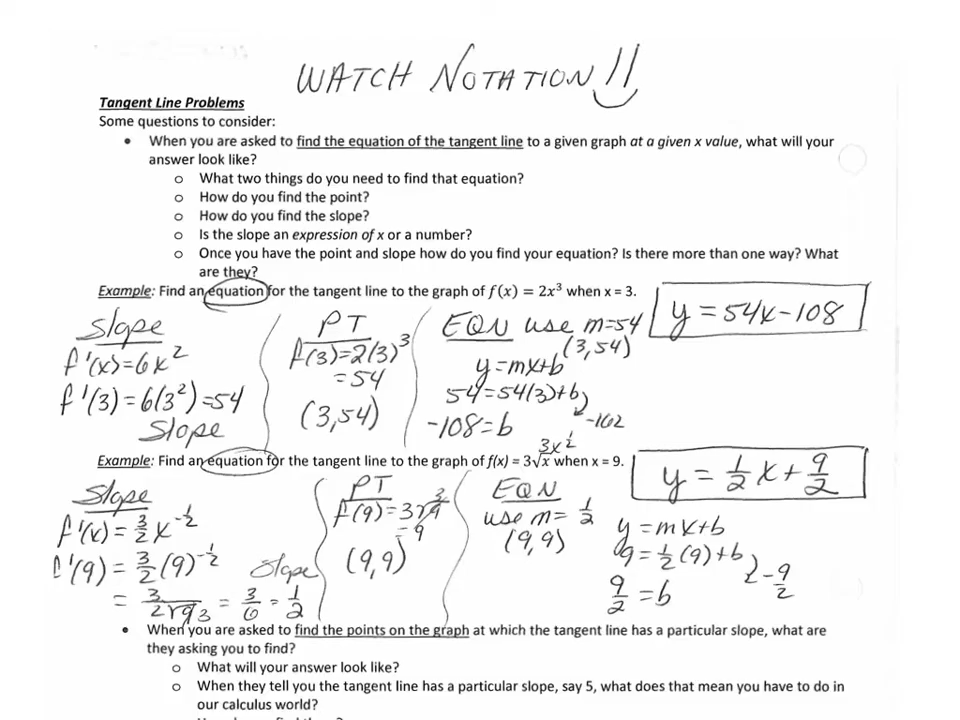 WATCH NOTATION !!
Tangent Line Problems
Some questions to consider:
• When you are asked to find the equation of the tangent line to a given graph at a given x value, what will your
answer look like?
o What two things do you need to find that equation?
o How do you find the point?
o How do you find the slope?
o Is the slope an expression of x or a number?
o Once you have the point and slope how do you find your equation? Is there more than one way? What
are they?
Example: Find an equation for the tangent line to the graph of f(x) = 2x³ when x = 3.
y = 54x - 108
Slope
f'(x) = 6x²
f'(3) = 6(3²) = 54
Slope
PT
f(3) = 2(3)³
= 54
(3,54)
EQN use m=54
(3,54)
y = mx+b
54 = 54(3)+b
-162
-108 = b
3x^½
Example: Find an equation for the tangent line to the graph of f(x) = 3√x when x = 9.
y = ½x + 9/2
Slope
f'(x) = 3/2 x^-½
f'(9) = 3/2 (9)^-½ Slope
= 3/(2√9) 3 = 3/6 = 1/2
PT
f(9) = 3√9 3
= 9
(9,9)
EQN
use m = ½
(9,9)
y = mx+b
9 = ½(9)+b
-9/2
9/2 = b
• When you are asked to find the points on the graph at which the tangent line has a particular slope, what are
they asking you to find?
o What will your answer look like?
o When they tell you the tangent line has a particular slope, say 5, what does that mean you have to do in
our calculus world?